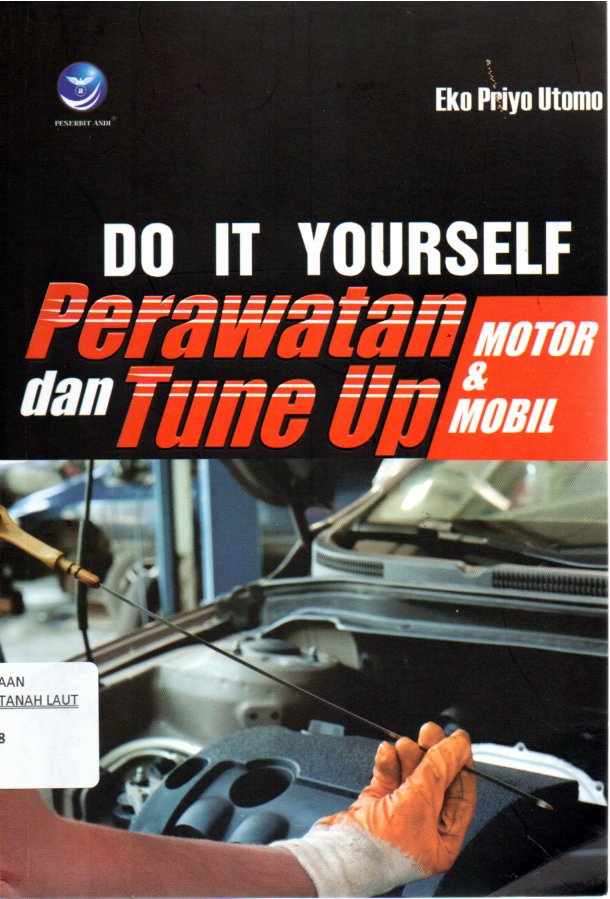 PENERBIT ANDI®
Eko Priyo Utomo
DO IT YOURSELF
Perawatan
dan Tune Up
MOTOR
&
MOBIL
AAN
TANAH LAUT
8